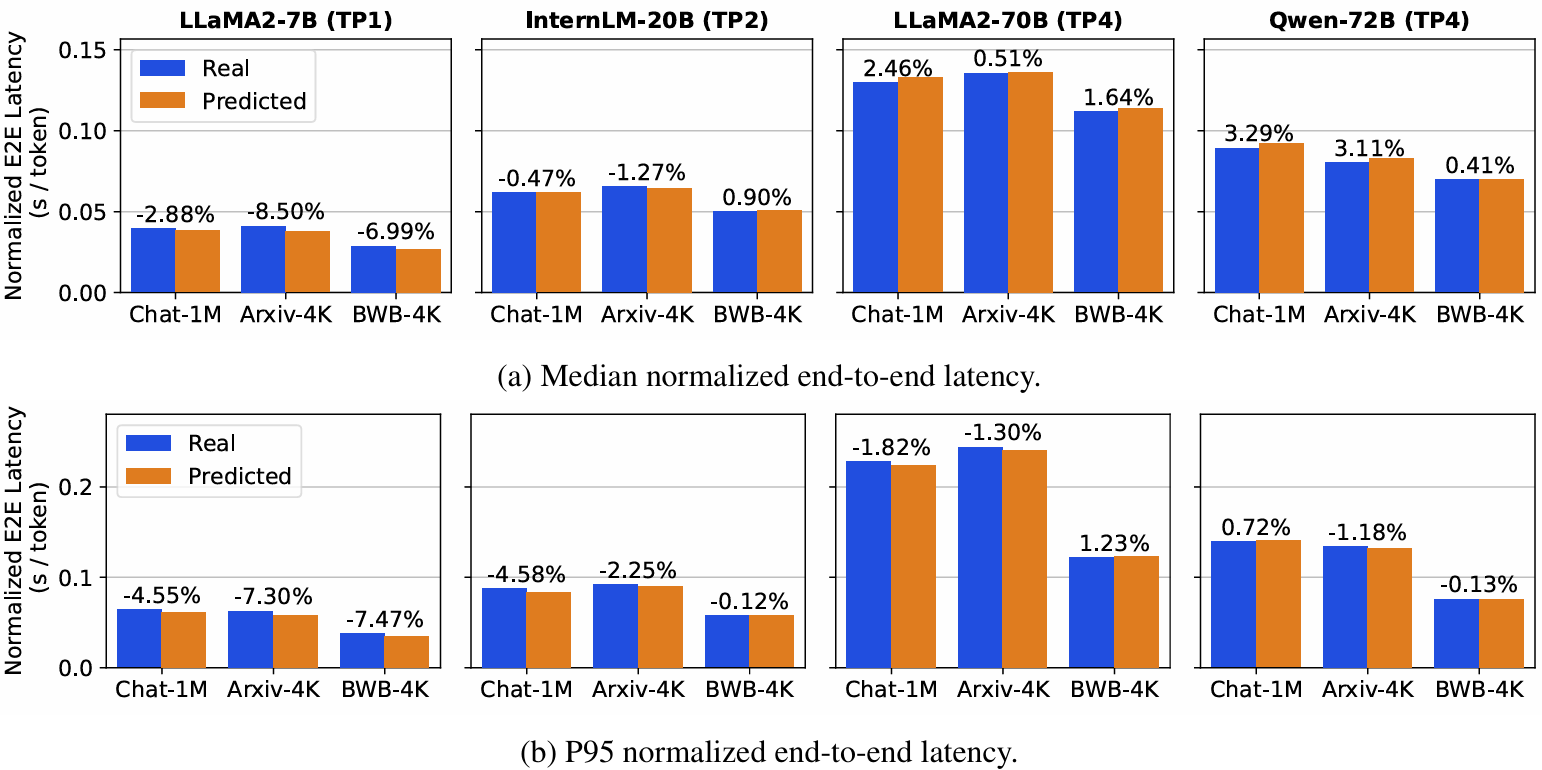 LLaMA2-7B (TP1) InternLM-20B (TP2) LLaMA2-70B (TP4) Qwen-72B (TP4)
Normalized E2E Latency
(s / token)
0.15
0.10
0.05
0.00
Real
Predicted
-2.88% -8.50% -6.99%
-0.47% -1.27% 0.90%
2.46% 0.51% 1.64%
3.29% 3.11% 0.41%
Chat-1M Arxiv-4K BWB-4K Chat-1M Arxiv-4K BWB-4K Chat-1M Arxiv-4K BWB-4K Chat-1M Arxiv-4K BWB-4K
(a) Median normalized end-to-end latency.
Normalized E2E Latency
(s / token)
0.2
0.1
0.0
Real
Predicted
-4.55% -7.30% -7.47%
-4.58% -2.25% -0.12%
-1.82% -1.30% 1.23%
0.72% -1.18% -0.13%
Chat-1M Arxiv-4K BWB-4K Chat-1M Arxiv-4K BWB-4K Chat-1M Arxiv-4K BWB-4K Chat-1M Arxiv-4K BWB-4K
(b) P95 normalized end-to-end latency.